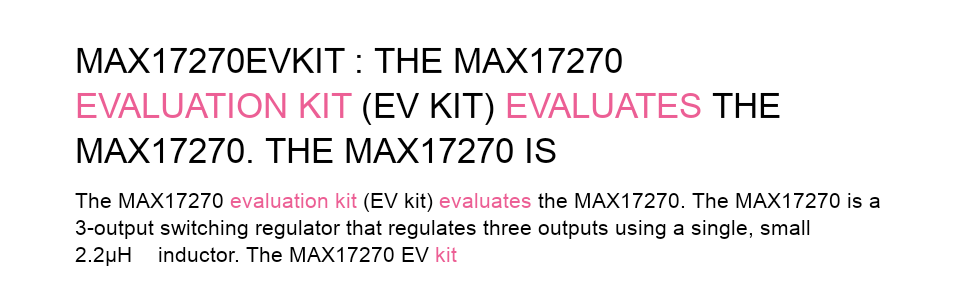 MAX17270EVKIT : THE MAX17270
EVALUATION KIT (EV KIT) EVALUATES THE
MAX17270. THE MAX17270 IS
The MAX17270 evaluation kit (EV kit) evaluates the MAX17270. The MAX17270 is a
3-output switching regulator that regulates three outputs using a single, small
2.2μH inductor. The MAX17270 EV kit